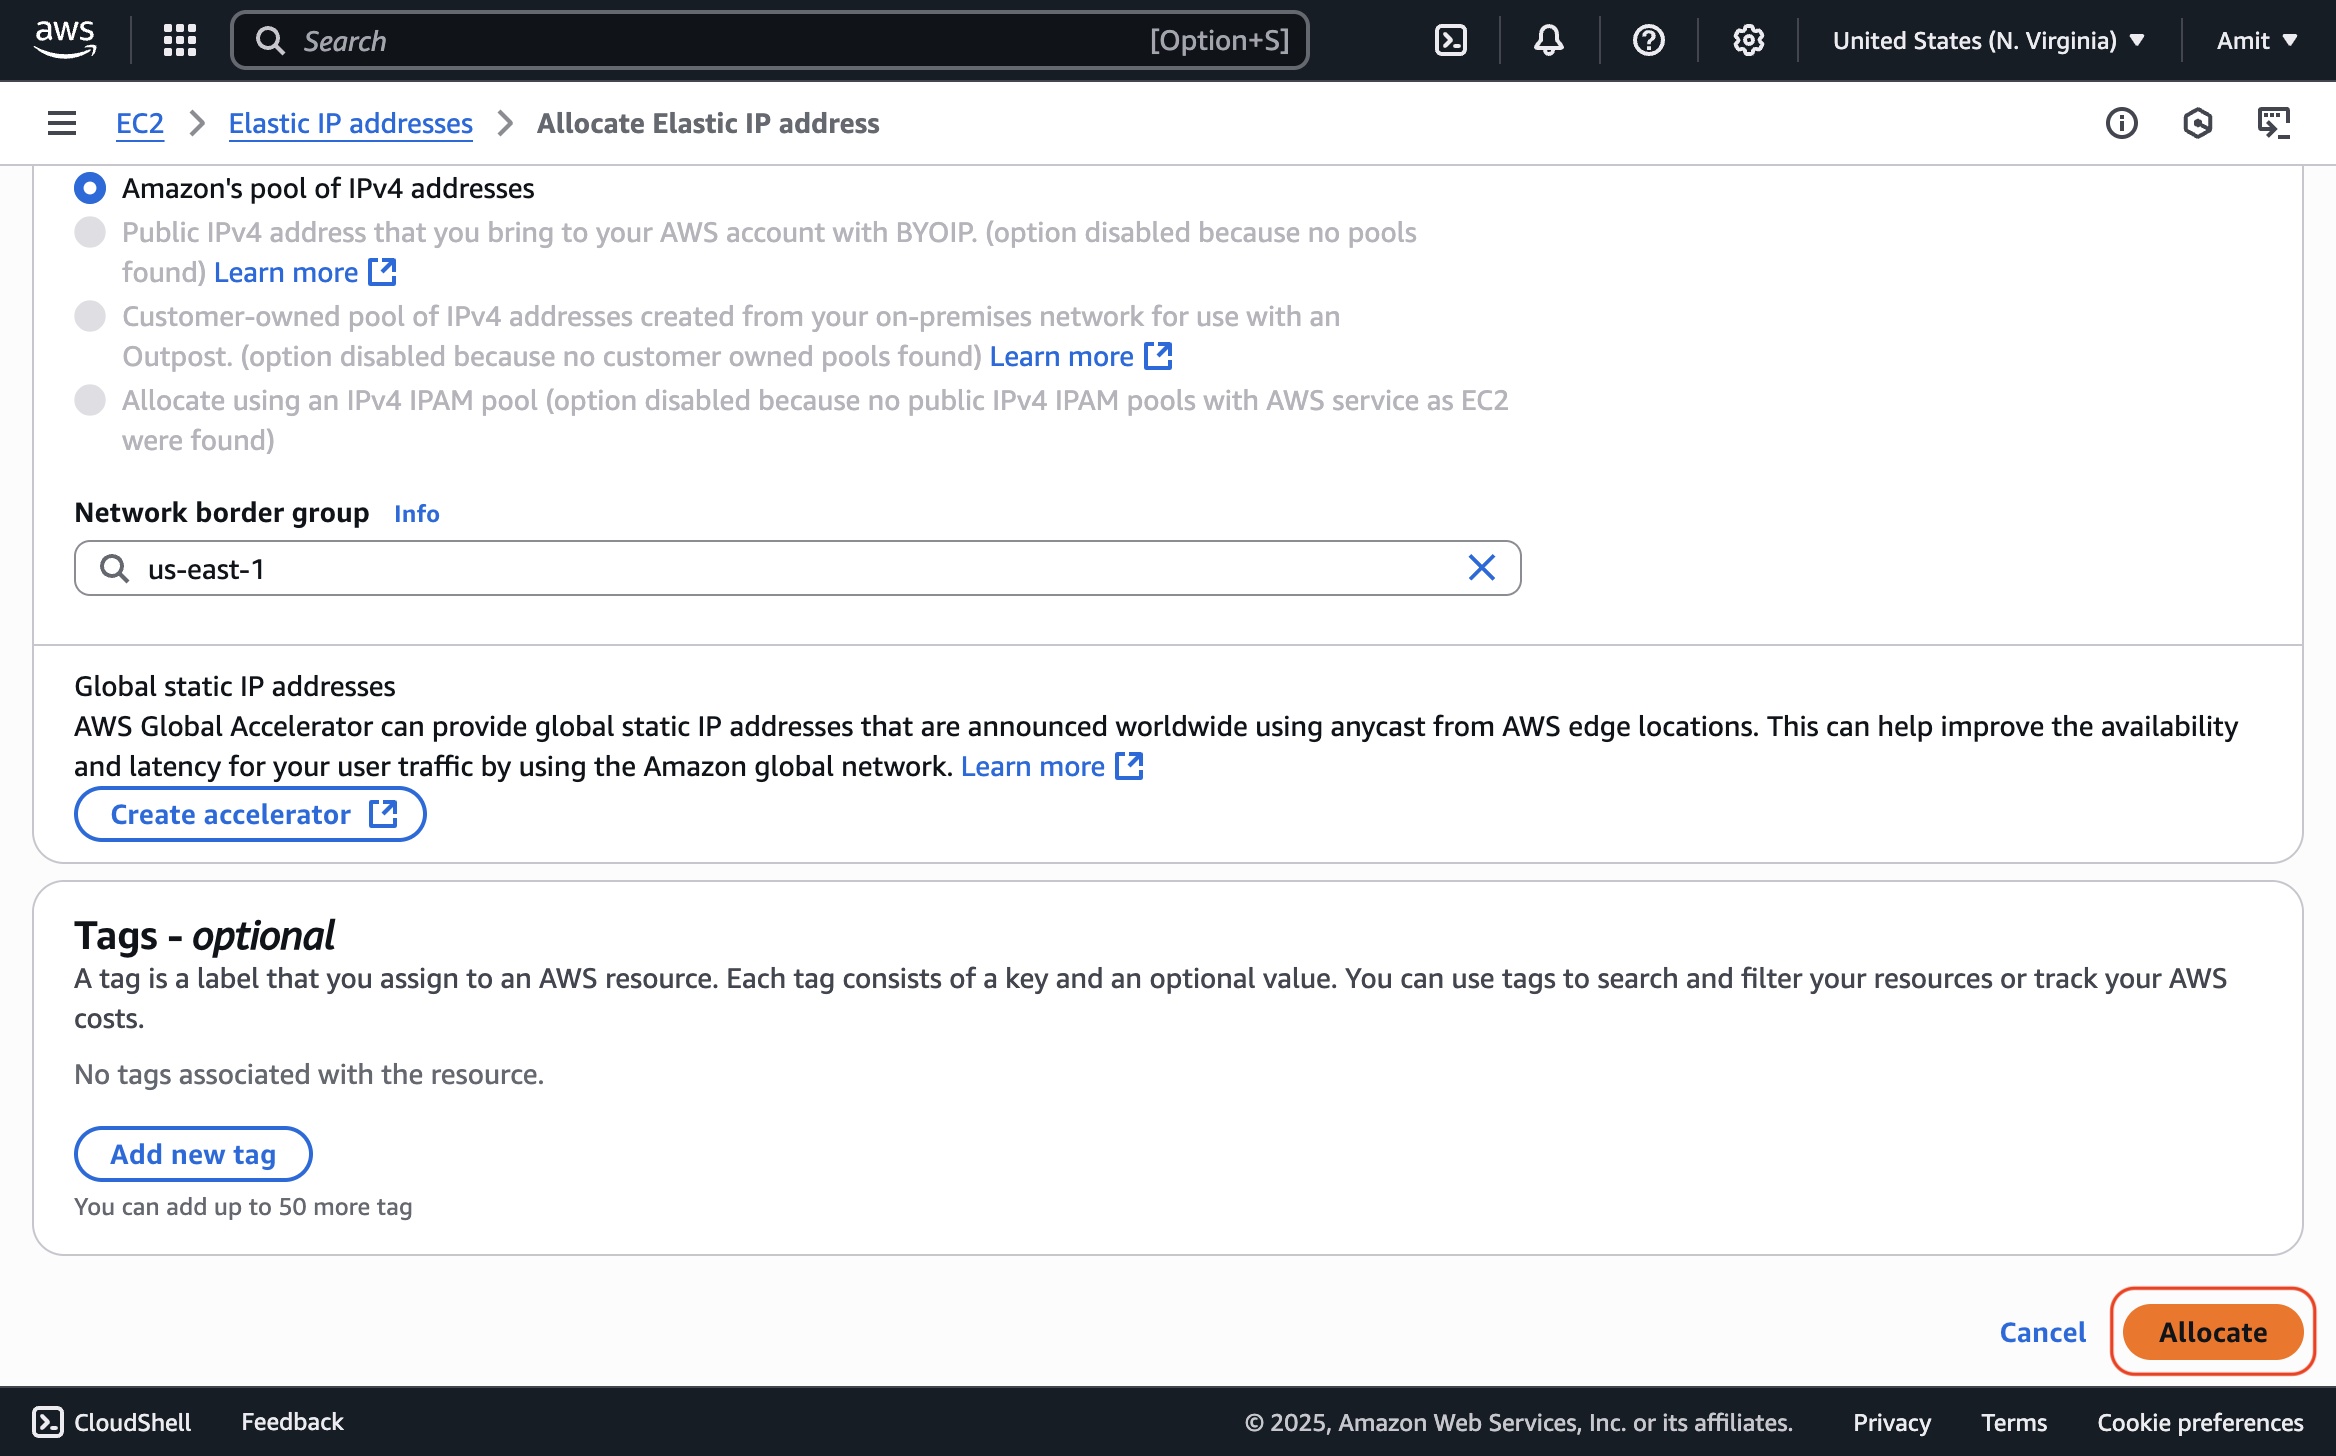 aws
Search
[Option+S]
United States (N. Virginia)
Amit
EC2
Elastic IP addresses
Allocate Elastic IP address
Amazon's pool of IPv4 addresses
Public IPv4 address that you bring to your AWS account with BYOIP. (option disabled because no pools
found) Learn more
Customer-owned pool of IPv4 addresses created from your on-premises network for use with an
Outpost. (option disabled because no customer owned pools found) Learn more
Allocate using an IPv4 IPAM pool (option disabled because no public IPv4 IPAM pools with AWS service as EC2
were found)
Network border group Info
us-east-1
Global static IP addresses
AWS Global Accelerator can provide global static IP addresses that are announced worldwide using anycast from AWS edge locations. This can help improve the availability
and latency for your user traffic by using the Amazon global network. Learn more
Create accelerator
Tags - optional
A tag is a label that you assign to an AWS resource. Each tag consists of a key and an optional value. You can use tags to search and filter your resources or track your AWS
costs.
No tags associated with the resource.
Add new tag
You can add up to 50 more tag
Cancel
Allocate
CloudShell
Feedback
© 2025, Amazon Web Services, Inc. or its affiliates.
Privacy
Terms
Cookie preferences